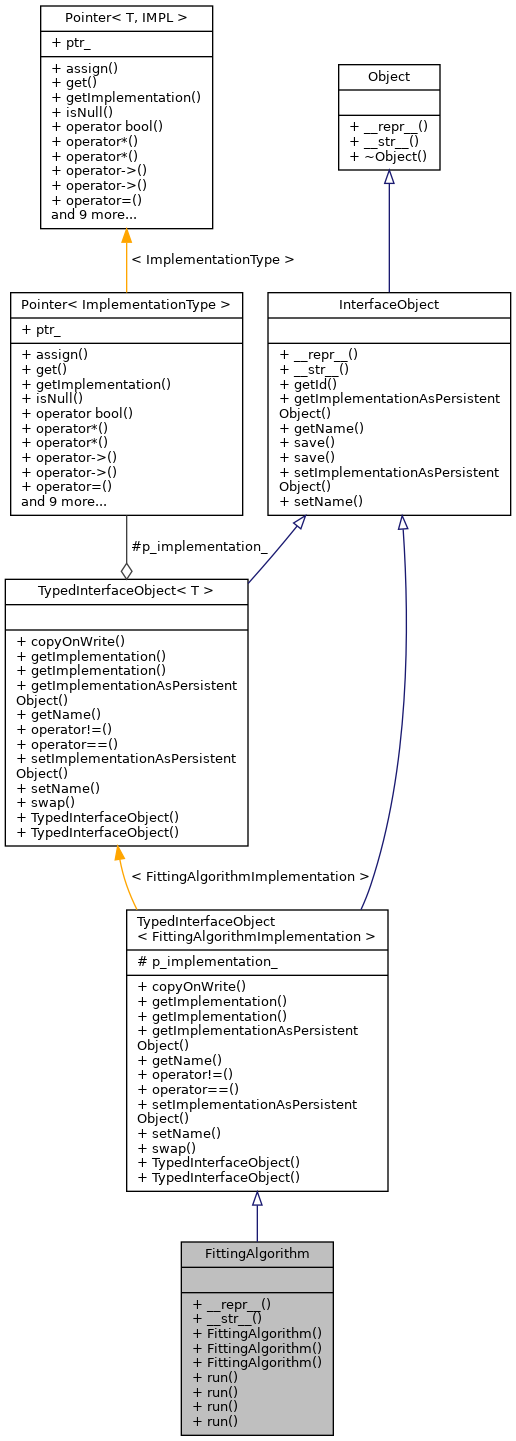 Pointer< T, IMPL >
+ ptr_
+ assign()
+ get()
+ getImplementation()
+ isNull()
+ operator bool()
+ operator*()
+ operator*()
+ operator->()
+ operator->()
+ operator=()
and 9 more...
Object
+ __repr__()
+ __str__()
+ ~Object()
< ImplementationType >
Pointer< ImplementationType >
+ ptr_
+ assign()
+ get()
+ getImplementation()
+ isNull()
+ operator bool()
+ operator*()
+ operator*()
+ operator->()
+ operator->()
+ operator=()
and 9 more...
InterfaceObject
+ __repr__()
+ __str__()
+ getId()
+ getImplementationAsPersistent
Object()
+ getName()
+ save()
+ save()
+ setImplementationAsPersistent
Object()
+ setName()
#p_implementation_
TypedInterfaceObject< T >
+ copyOnWrite()
+ getImplementation()
+ getImplementation()
+ getImplementationAsPersistent
Object()
+ getName()
+ operator!=()
+ operator==()
+ setImplementationAsPersistent
Object()
+ setName()
+ swap()
+ TypedInterfaceObject()
+ TypedInterfaceObject()
< FittingAlgorithmImplementation >
TypedInterfaceObject
< FittingAlgorithmImplementation >
# p_implementation_
+ copyOnWrite()
+ getImplementation()
+ getImplementation()
+ getImplementationAsPersistent
Object()
+ getName()
+ operator!=()
+ operator==()
+ setImplementationAsPersistent
Object()
+ setName()
+ swap()
+ TypedInterfaceObject()
+ TypedInterfaceObject()
FittingAlgorithm
+ __repr__()
+ __str__()
+ FittingAlgorithm()
+ FittingAlgorithm()
+ FittingAlgorithm()
+ run()
+ run()
+ run()
+ run()